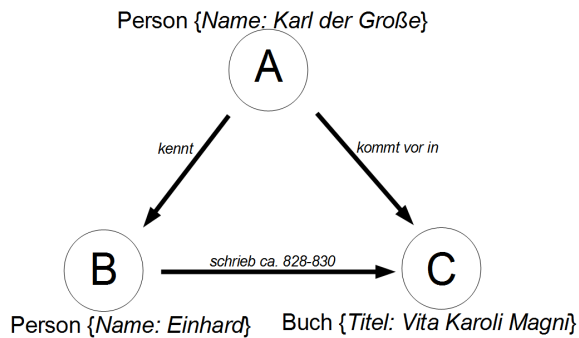 Person {Name: Karl der Große}
A
kennt
kommt vor in
B
schrieb ca. 828-830
C
Person {Name: Einhard}
Buch {Titel: Vita Karoli Magni}